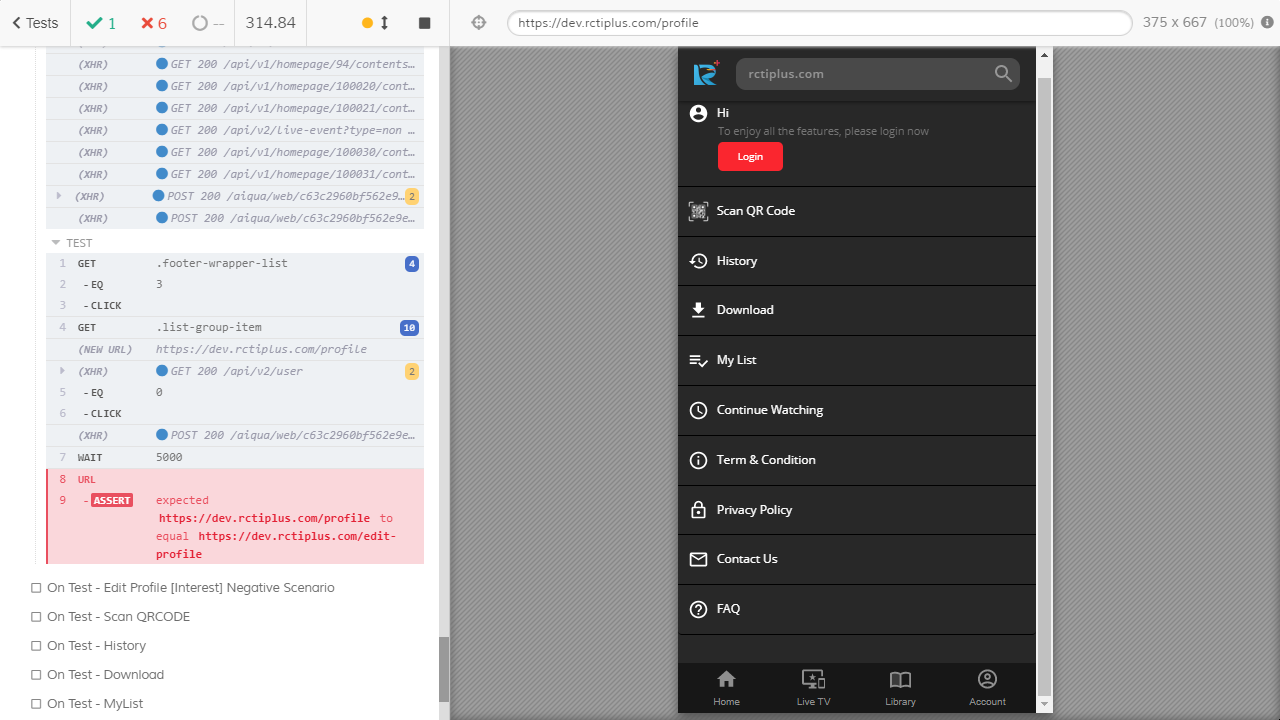 Tests
1
6
--
314.84
https://dev.rctiplus.com/profile
375 x 667 (100%)
(XHR) GET 200 /api/v1/homepage/94/contents…
(XHR) GET 200 /api/v1/homepage/100020/cont…
(XHR) GET 200 /api/v1/homepage/100021/cont…
(XHR) GET 200 /api/v2/live-event?type=non …
(XHR) GET 200 /api/v1/homepage/100030/cont…
(XHR) GET 200 /api/v1/homepage/100031/cont…
(XHR) POST 200 /aiqua/web/c63c2960bf562e9… 2
(XHR) POST 200 /aiqua/web/c63c2960bf562e9e…
TEST
1 GET .footer-wrapper-list 4
2 -EQ 3
3 -CLICK
4 GET .list-group-item 10
(NEW URL) https://dev.rctiplus.com/profile
(XHR) GET 200 /api/v2/user 2
5 -EQ 0
6 -CLICK
(XHR) POST 200 /aiqua/web/c63c2960bf562e9e…
7 WAIT 5000
8 URL
9 -ASSERT expected
https://dev.rctiplus.com/profile to
equal https://dev.rctiplus.com/edit-
profile
On Test - Edit Profile [Interest] Negative Scenario
On Test - Scan QRCODE
On Test - History
On Test - Download
On Test - MyList
rctiplus.com
Hi
To enjoy all the features, please login now
Login
Scan QR Code
History
Download
My List
Continue Watching
Term & Condition
Privacy Policy
Contact Us
FAQ
Home
Live TV
Library
Account